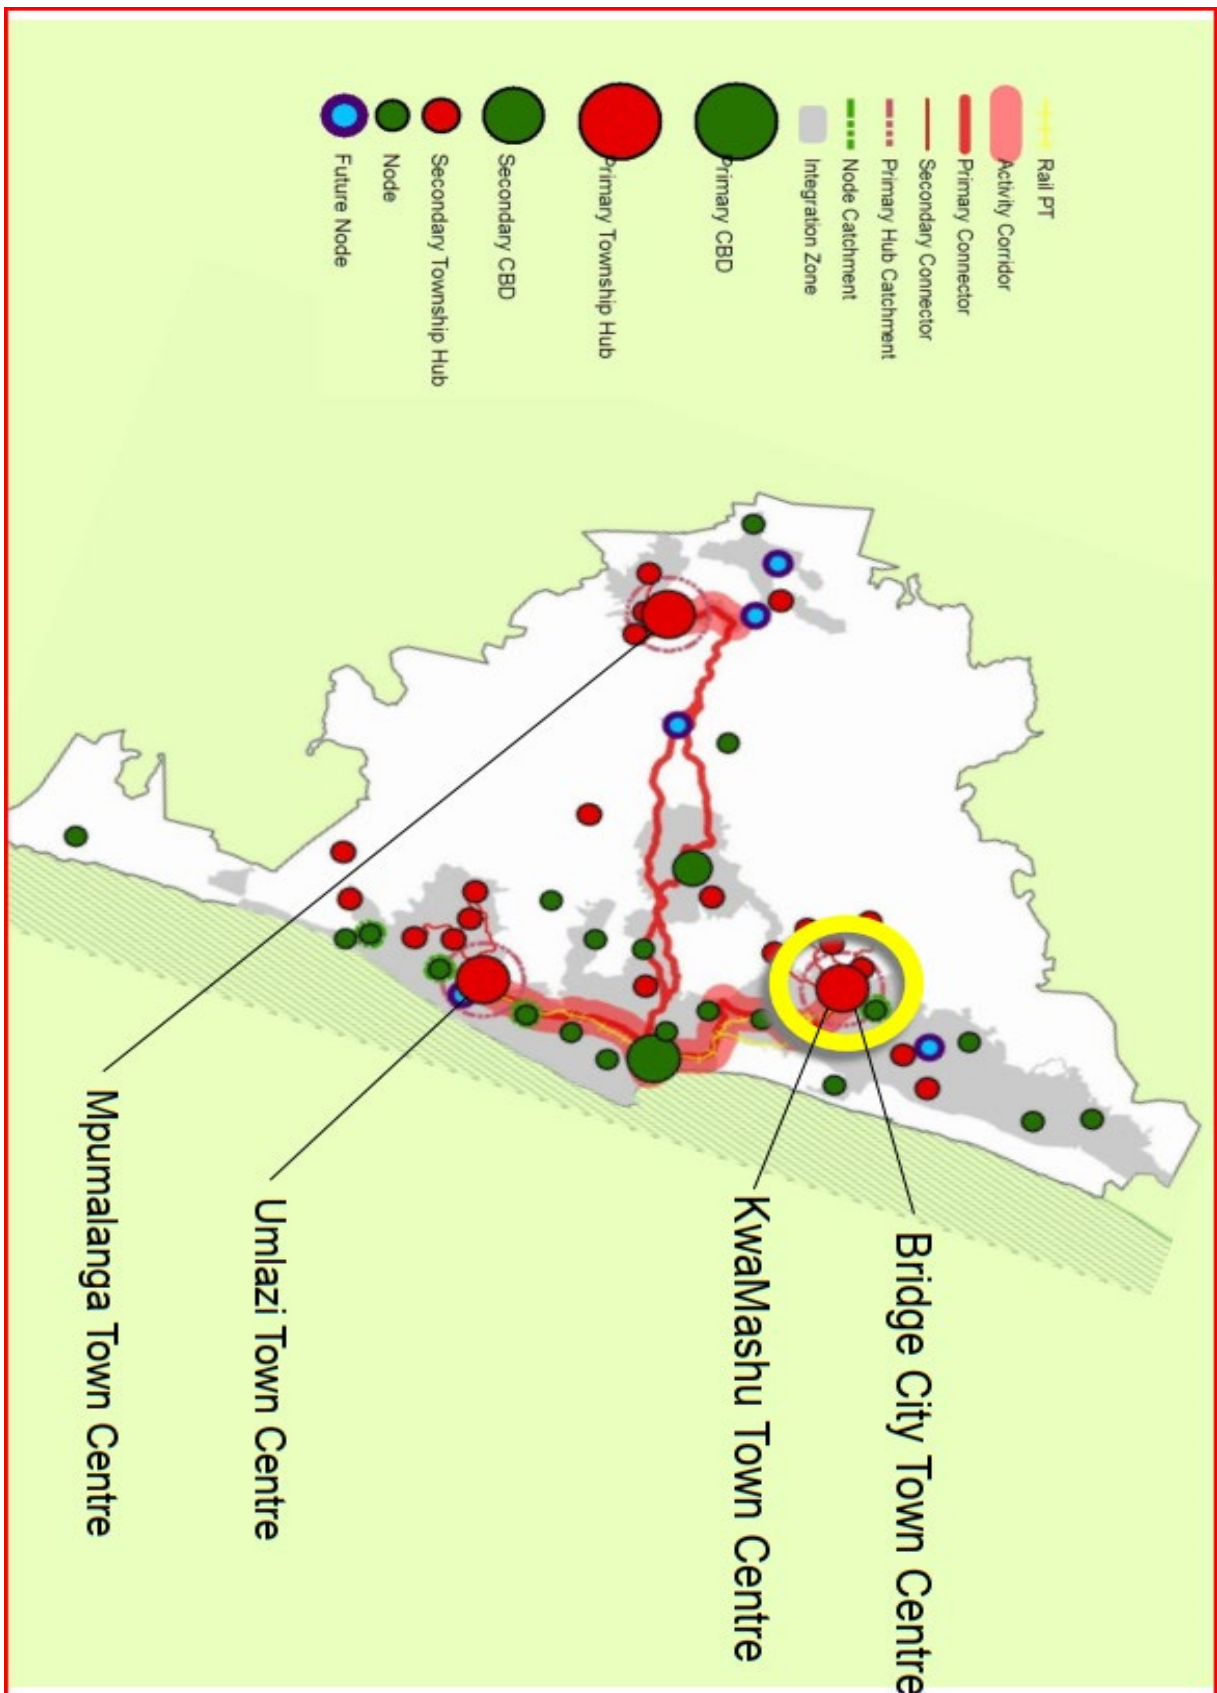 Rail PT
Activity Corridor
Primary Connector
Secondary Connector
Primary Hub Catchment
Node Catchment
Integration Zone
Primary CBD
Primary Township Hub
Secondary CBD
Secondary Township Hub
Node
Future Node
Bridge City Town Centre
KwaMashu Town Centre
Umlazi Town Centre
Mpumalanga Town Centre